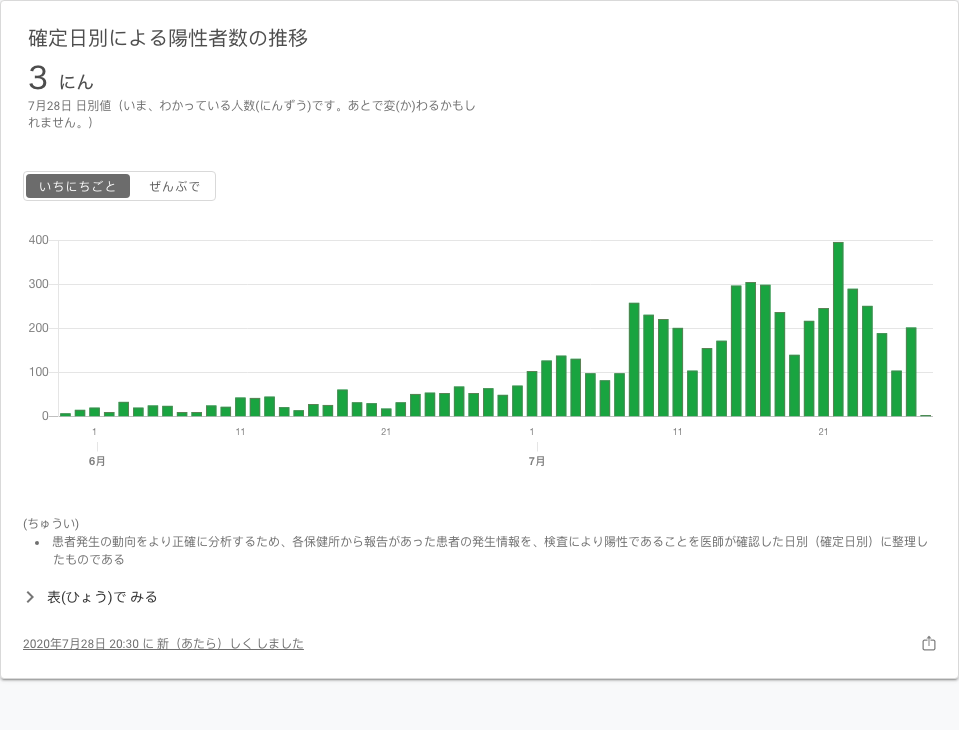 確定日別による陽性者数の推移
3 にん
7月28日 日別値（いま、わかっている人数(にんずう)です。あとで変(か)わるかもし
れません。）
いちにちごと ぜんぶで
400
300
200
100
0
1 11 21 1 11 21
6月 7月
(ちゅうい)
• 患者発生の動向をより正確に分析するため、各保健所から報告があった患者の発生情報を、検査により陽性であることを医師が確認した日別（確定日別）に整理し
たものである
表(ひょう)で みる
2020年7月28日 20:30 に 新（あたら）しく しました